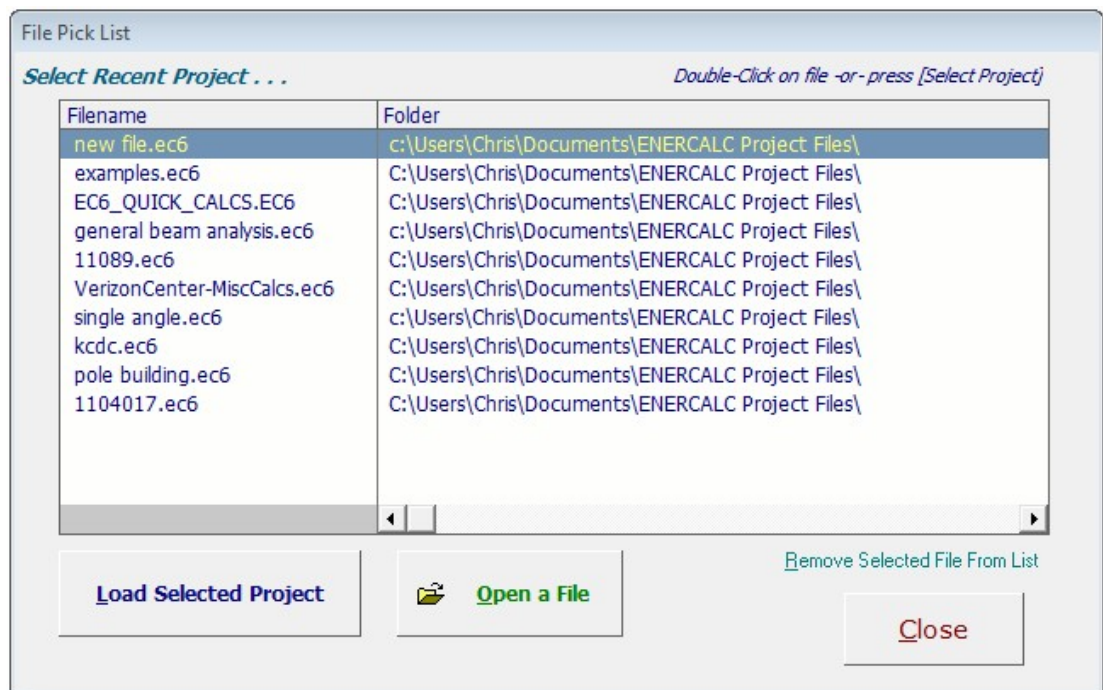 File Pick List
Select Recent Project . . . Double-Click on file -or- press [Select Project]
Filename Folder
new file.ec6 c:\Users\Chris\Documents\ENERCALC Project Files\
examples.ec6 C:\Users\Chris\Documents\ENERCALC Project Files\
EC6_QUICK_CALCS.EC6 C:\Users\Chris\Documents\ENERCALC Project Files\
general beam analysis.ec6 c:\Users\Chris\Documents\ENERCALC Project Files\
11089.ec6 C:\Users\Chris\Documents\ENERCALC Project Files\
VerizonCenter-MiscCalcs.ec6 C:\Users\Chris\Documents\ENERCALC Project Files\
single angle.ec6 c:\Users\Chris\Documents\ENERCALC Project Files\
kcdc.ec6 C:\Users\Chris\Documents\ENERCALC Project Files\
pole building.ec6 C:\Users\Chris\Documents\ENERCALC Project Files\
1104017.ec6 C:\Users\Chris\Documents\ENERCALC Project Files\
Remove Selected File From List
Load Selected Project Open a File
Close